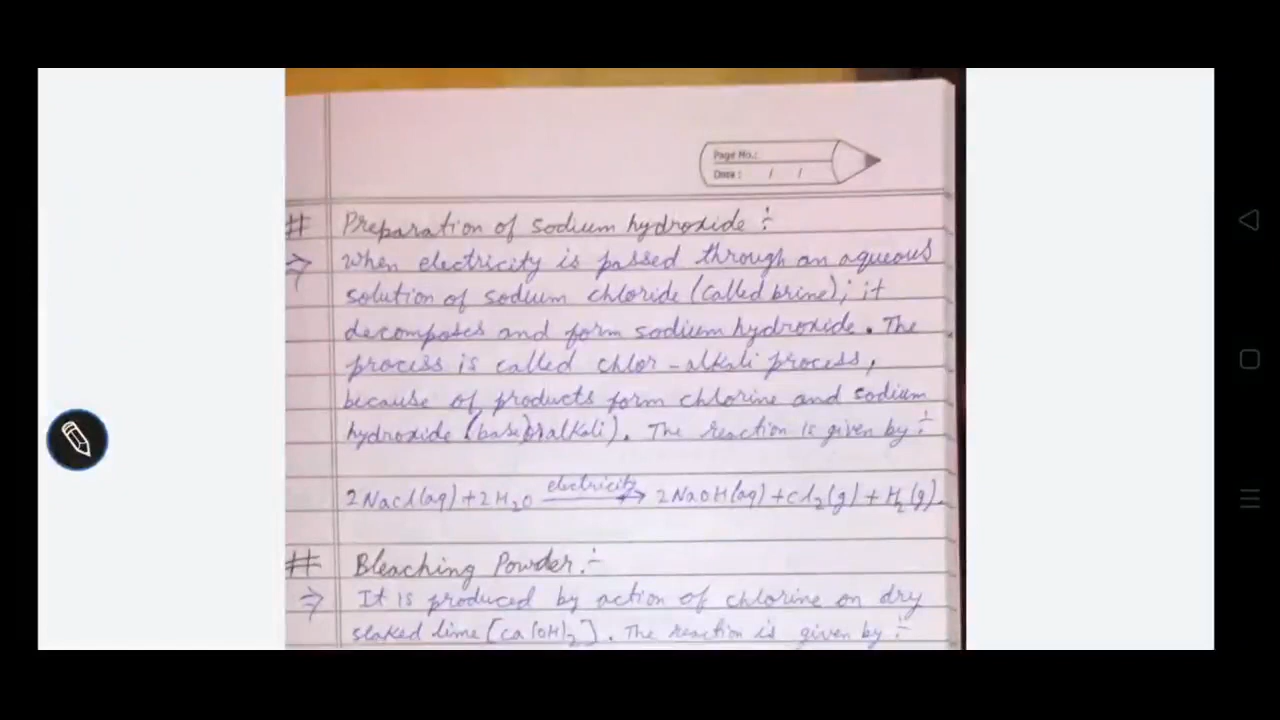 Page No.:
Date : / /
# Preparation of sodium hydroxide :-
⇒ When electricity is passed through an aqueous
solution of sodium chloride (called brine); it
decomposes and form sodium hydroxide. The
process is called chlor-alkali process,
because of products form chlorine and sodium
hydroxide (base) or alkali). The reaction is given by :-
2NaCl(aq) + 2H₂O electricity→ 2NaOH(aq) + Cl₂(g) + H₂(g).
# Bleaching Powder :-
⇒ It is produced by action of chlorine on dry
slaked lime [Ca(OH)₂]. The reaction is given by :-